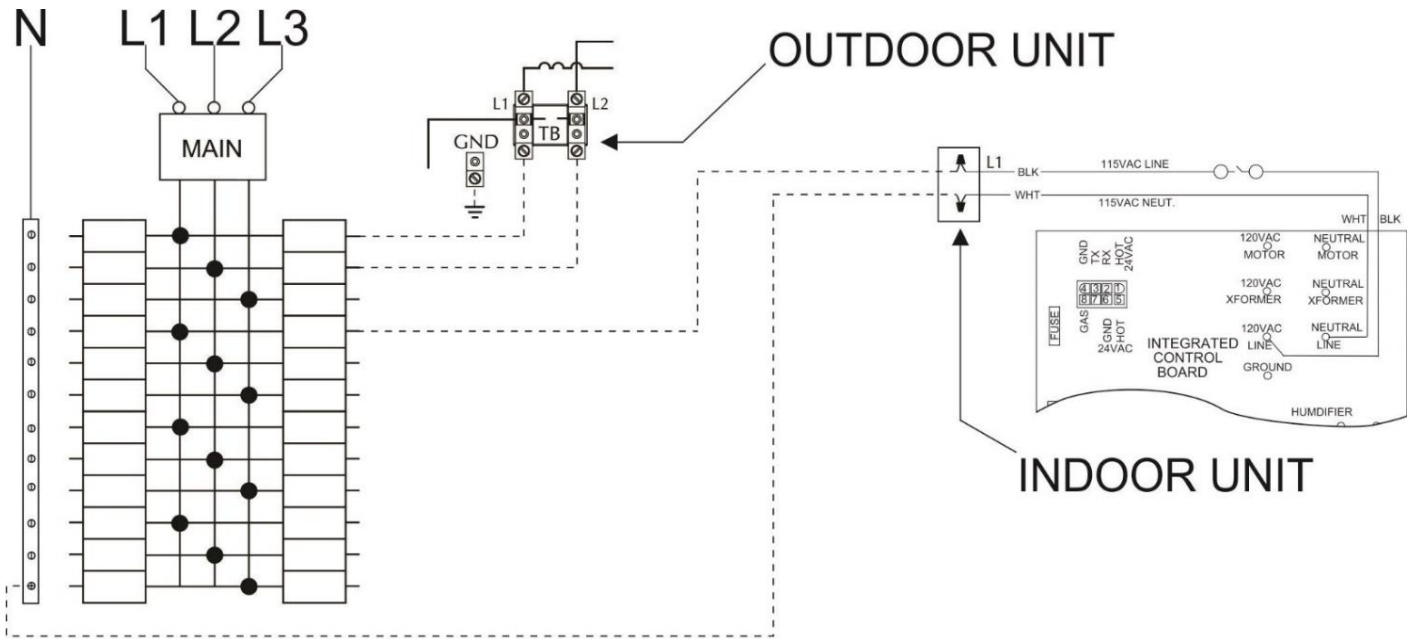 N
L1 L2 L3
MAIN
L1
L2
TB
GND
OUTDOOR UNIT
L1
BLK
115VAC LINE
WHT
115VAC NEUT.
WHT
BLK
GND
TX
RX
HOT
24VAC
4 3 2 1
8 7 6 5
GAS
GND
HOT
24VAC
FUSE
INTEGRATED
CONTROL
BOARD
120VAC
MOTOR
NEUTRAL
MOTOR
120VAC
XFORMER
NEUTRAL
XFORMER
120VAC
LINE
NEUTRAL
LINE
GROUND
HUMDIFIER
INDOOR UNIT